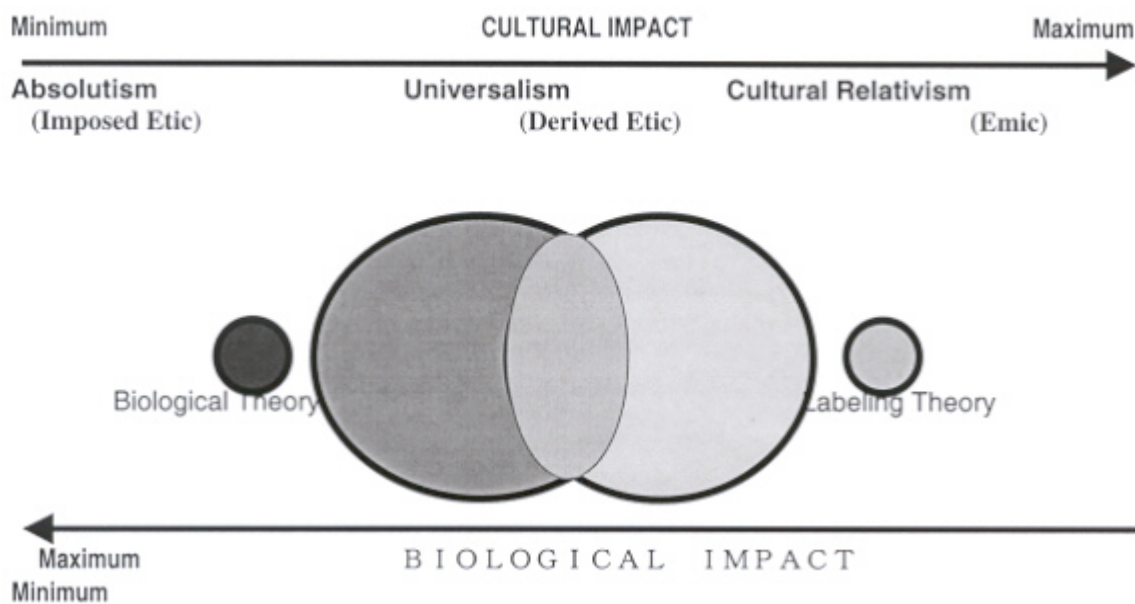 Minimum CULTURAL IMPACT Maximum
Absolutism Universalism Cultural Relativism
(Imposed Etic) (Derived Etic) (Emic)
Biological Theory Labeling Theory
Maximum BIOLOGICAL IMPACT
Minimum